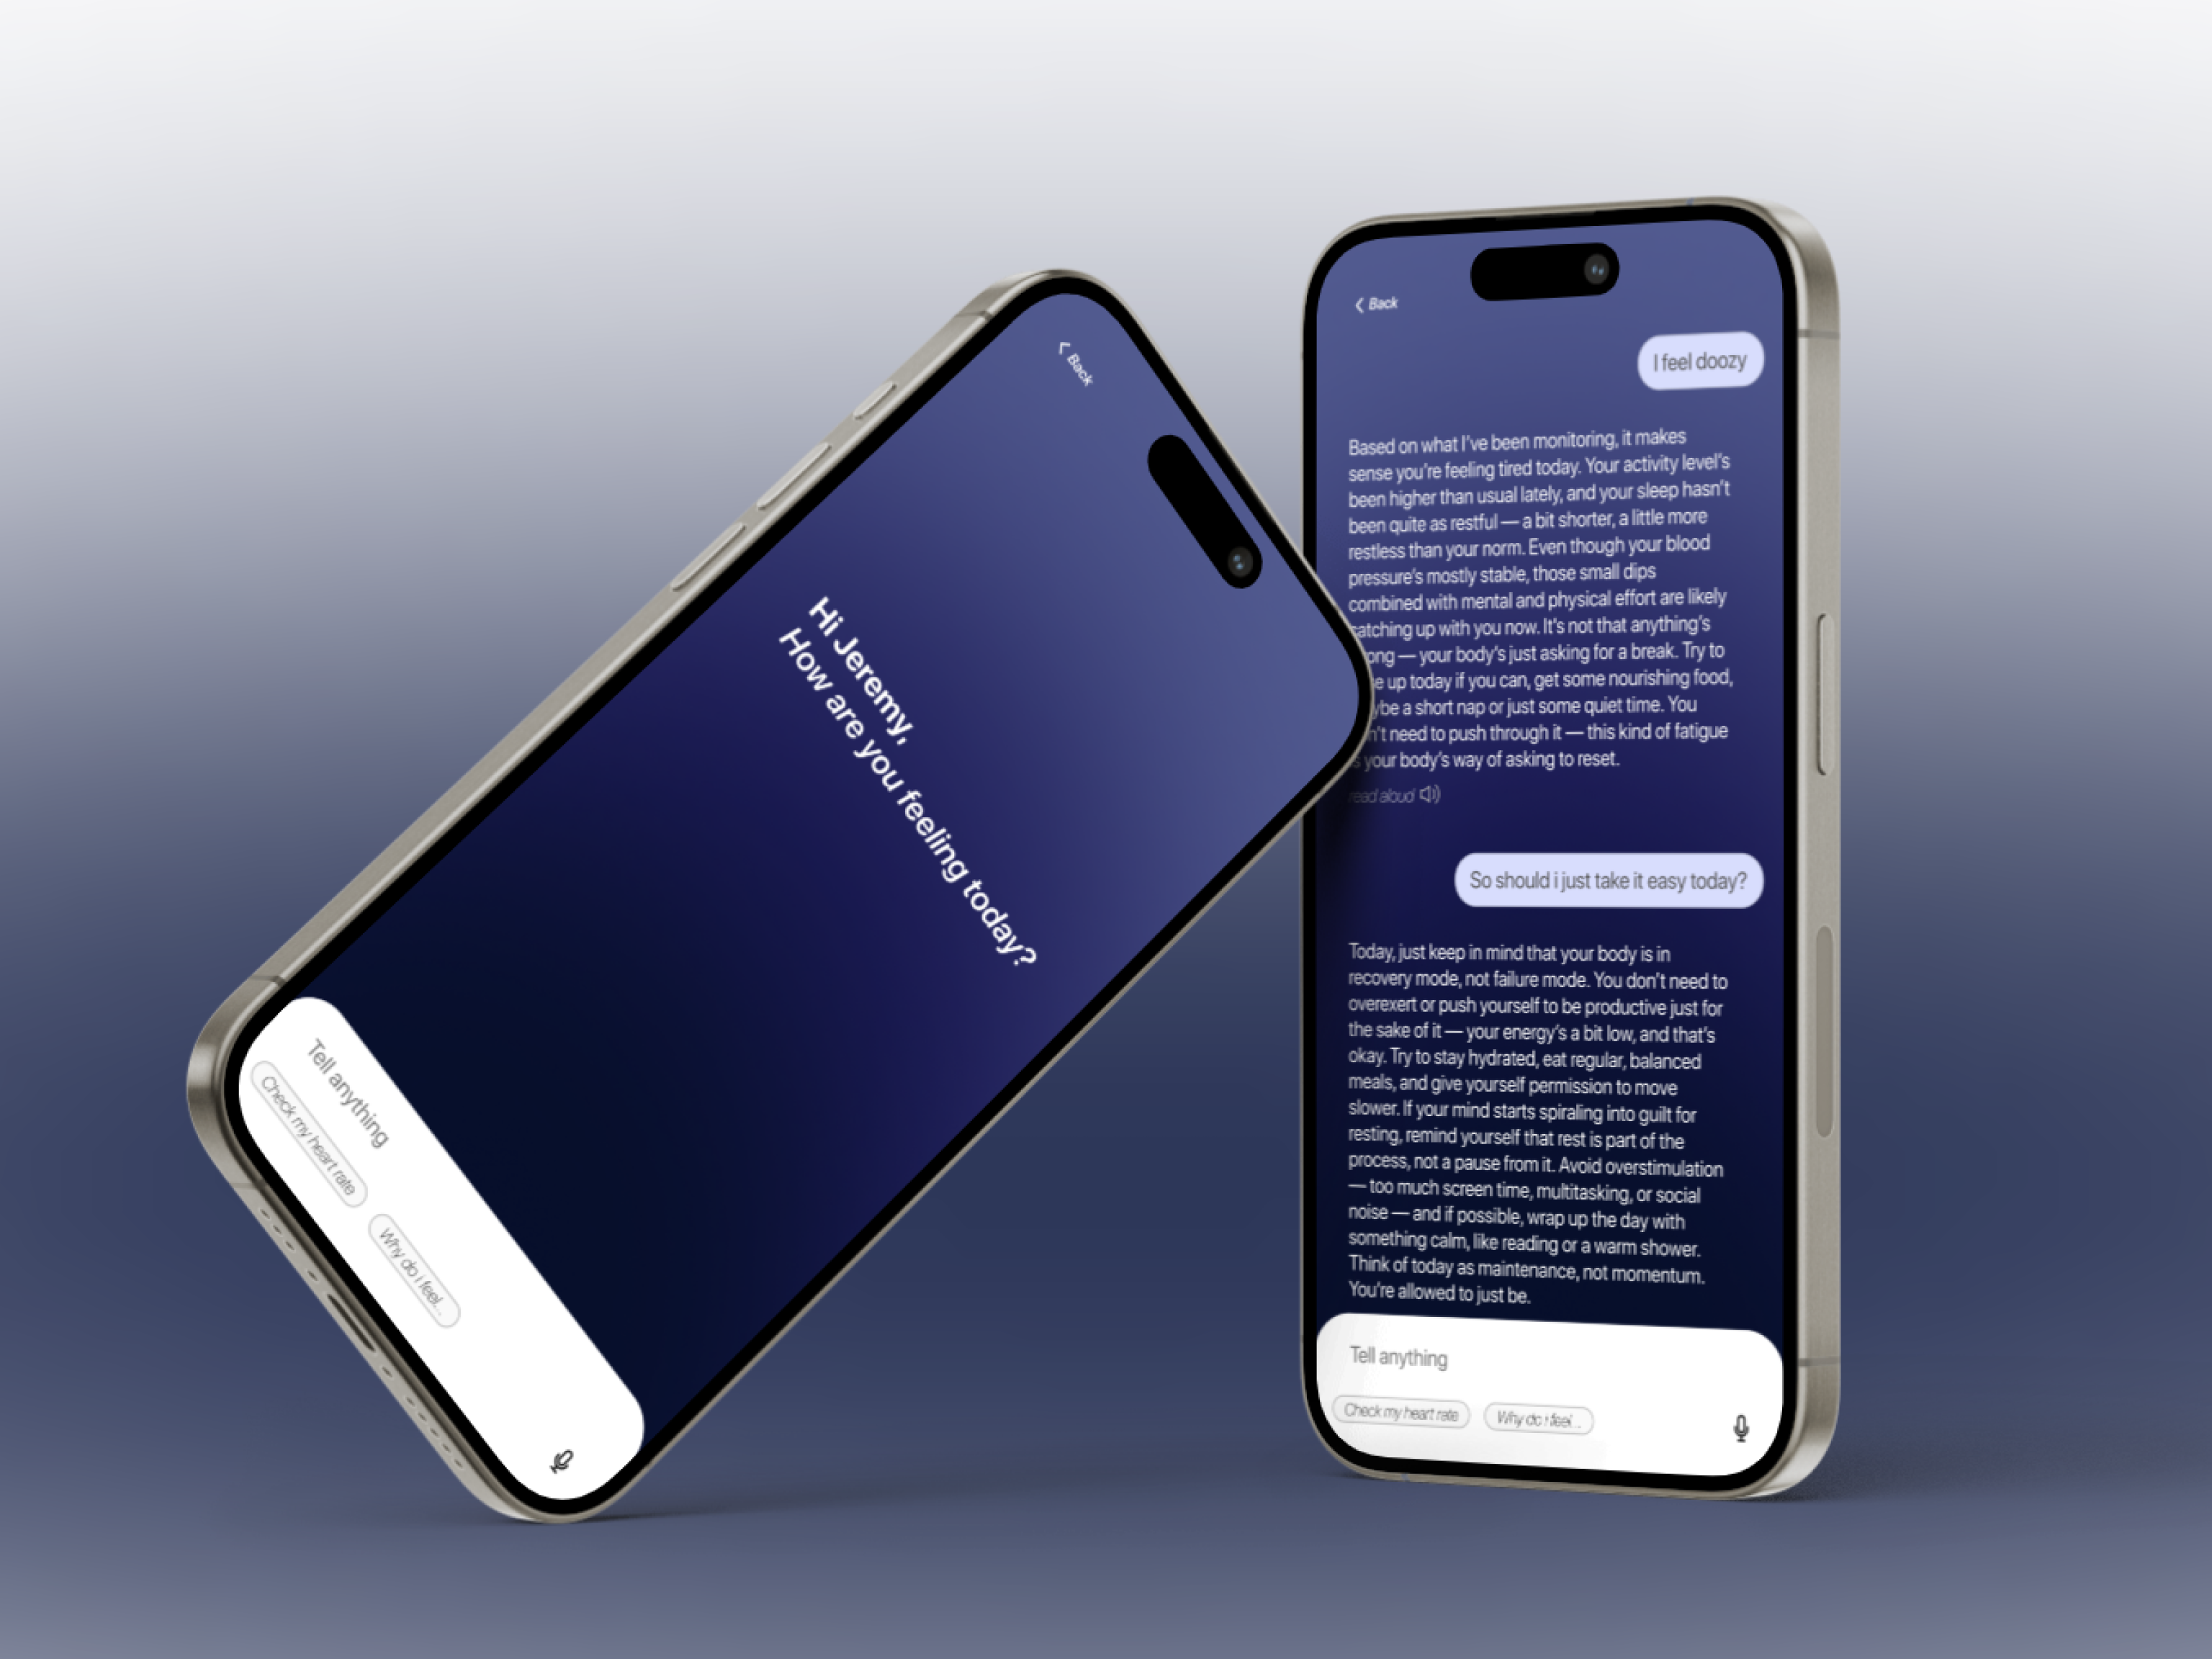 Back
Hi Jeremy,
How are you feeling today?
Tell anything
Check my heart rate
Why do i feel...
Back
I feel doozy
Based on what I've been monitoring, it makes
sense you're feeling tired today. Your activity level's
been higher than usual lately, and your sleep hasn't
been quite as restful — a bit shorter, a little more
restless than your norm. Even though your blood
pressure's mostly stable, those small dips
combined with mental and physical effort are likely
catching up with you now. It's not that anything's
— your body's just asking for a break. Try to
up today if you can, get some nourishing food,
a short nap or just some quiet time. You
need to push through it — this kind of fatigue
is your body's way of asking to reset.
read aloud
So should i just take it easy today?
Today, just keep in mind that your body is in
recovery mode, not failure mode. You don't need to
overexert or push yourself to be productive just for
the sake of it — your energy's a bit low, and that's
okay. Try to stay hydrated, eat regular, balanced
meals, and give yourself permission to move
slower. If your mind starts spiraling into guilt for
resting, remind yourself that rest is part of the
process, not a pause from it. Avoid overstimulation
— too much screen time, multitasking, or social
noise — and if possible, wrap up the day with
something calm, like reading or a warm shower.
Think of today as maintenance, not momentum.
You're allowed to just be.
Tell anything
Check my heart rate
Why do i feel...